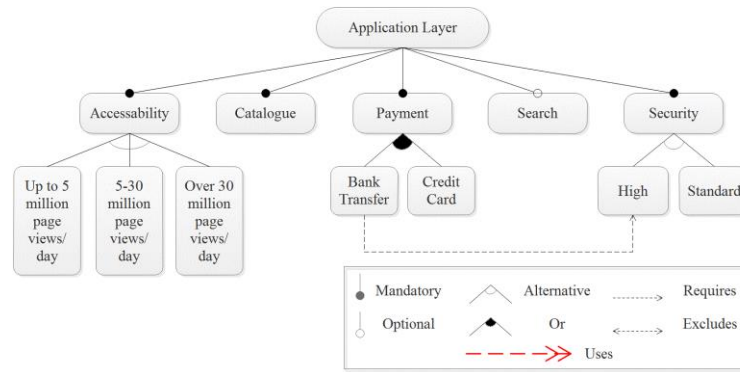 Application Layer
Accessability
Catalogue
Payment
Search
Security
Up to 5
million
page
views/
day
5-30
million
page
views/
day
Over 30
million
page
views/
day
Bank
Transfer
Credit
Card
High
Standard
Mandatory
Alternative
Requires
Optional
Or
Excludes
Uses